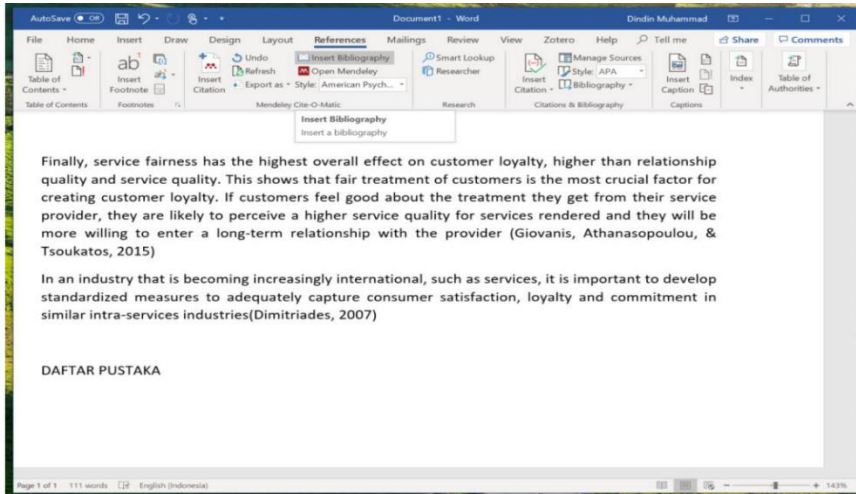 AutoSave Off Document1 - Word Dindin Muhammad
File Home Insert Draw Design Layout References Mailings Review View Zotero Help Tell me Share Comments
Table of Contents
Insert Footnote
Insert Citation
Undo
Refresh
Export as
Insert Bibliography
Open Mendeley
Style: American Psych...
Smart Lookup
Researcher
Insert Citation
Manage Sources
Style: APA
Bibliography
Insert Caption
Index
Table of Authorities
Table of Contents Footnotes Mendeley Cite-O-Matic Research Citations & Bibliography Captions
Insert Bibliography
Insert a bibliography
Finally, service fairness has the highest overall effect on customer loyalty, higher than relationship
quality and service quality. This shows that fair treatment of customers is the most crucial factor for
creating customer loyalty. If customers feel good about the treatment they get from their service
provider, they are likely to perceive a higher service quality for services rendered and they will be
more willing to enter a long-term relationship with the provider (Giovanis, Athanasopoulou, &
Tsoukatos, 2015)
In an industry that is becoming increasingly international, such as services, it is important to develop
standardized measures to adequately capture consumer satisfaction, loyalty and commitment in
similar intra-services industries(Dimitriades, 2007)
DAFTAR PUSTAKA
Page 1 of 1 111 words English (Indonesia) 143%